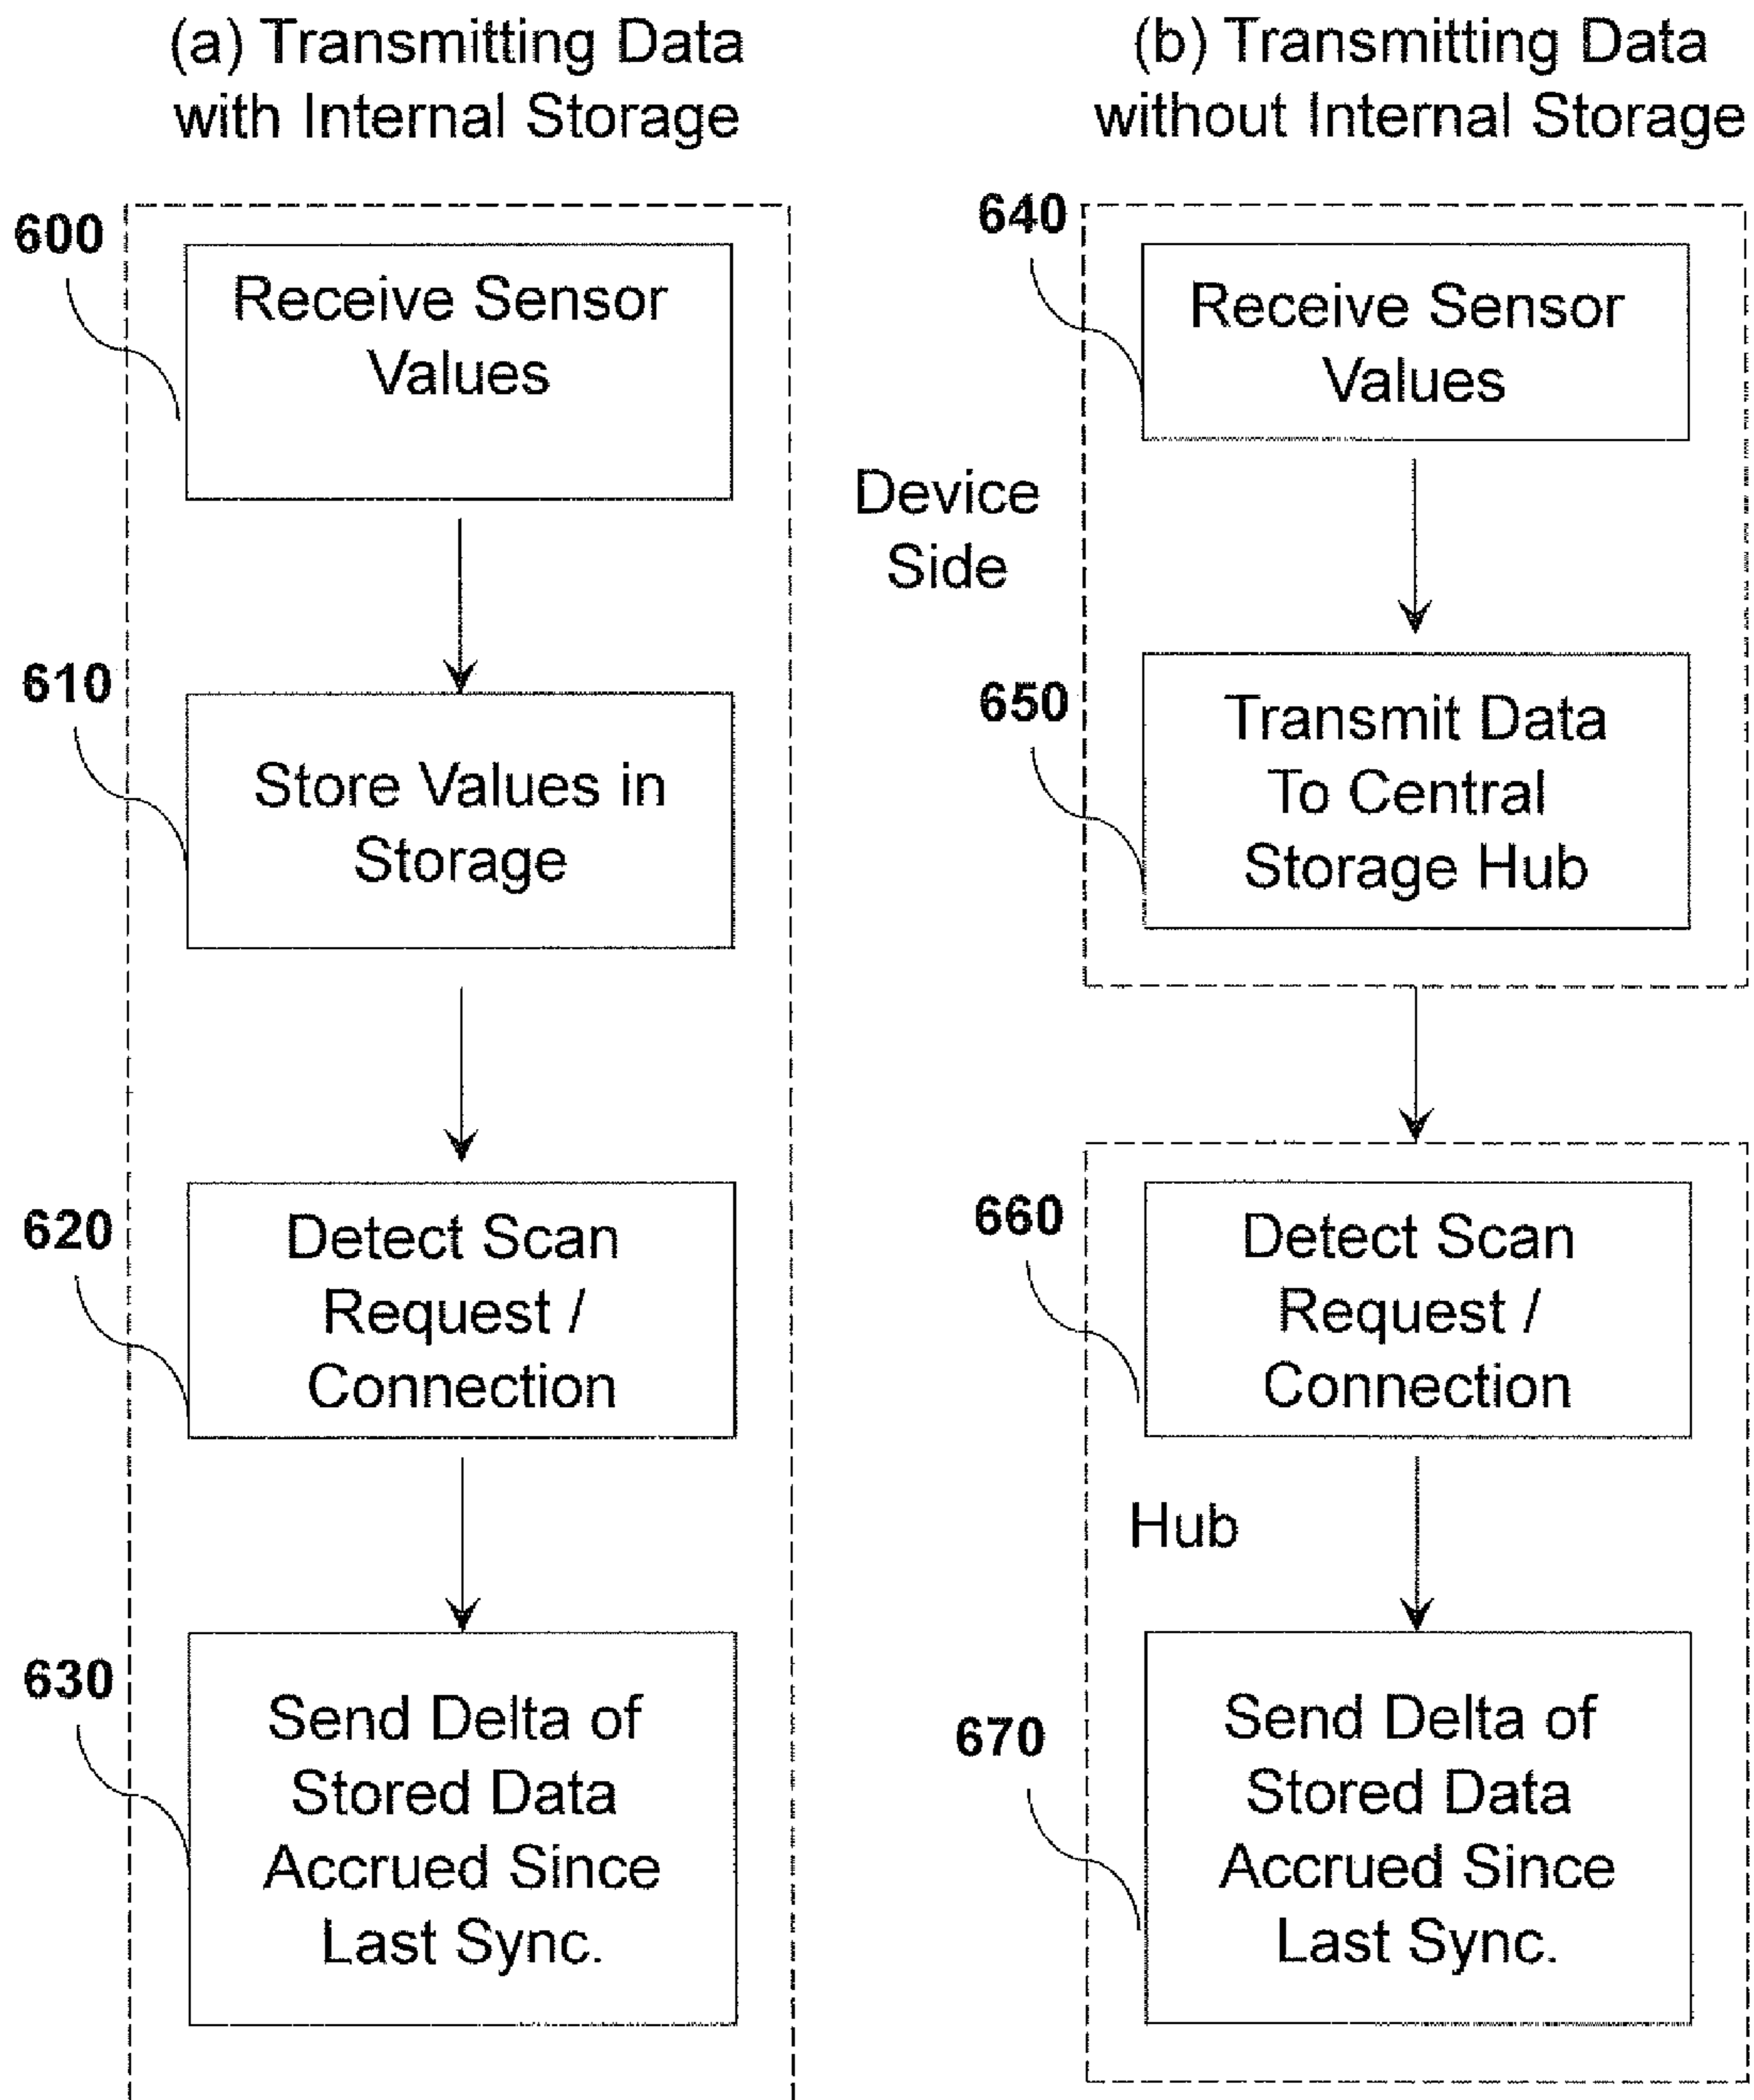 (a) Transmitting Data
with Internal Storage
600
Receive Sensor
Values
610
Store Values in
Storage
620
Detect Scan
Request /
Connection
630
Send Delta of
Stored Data
Accrued Since
Last Sync.
(b) Transmitting Data
without Internal Storage
Device
Side
640
Receive Sensor
Values
650
Transmit Data
To Central
Storage Hub
660
Detect Scan
Request /
Connection
Hub
670
Send Delta of
Stored Data
Accrued Since
Last Sync.